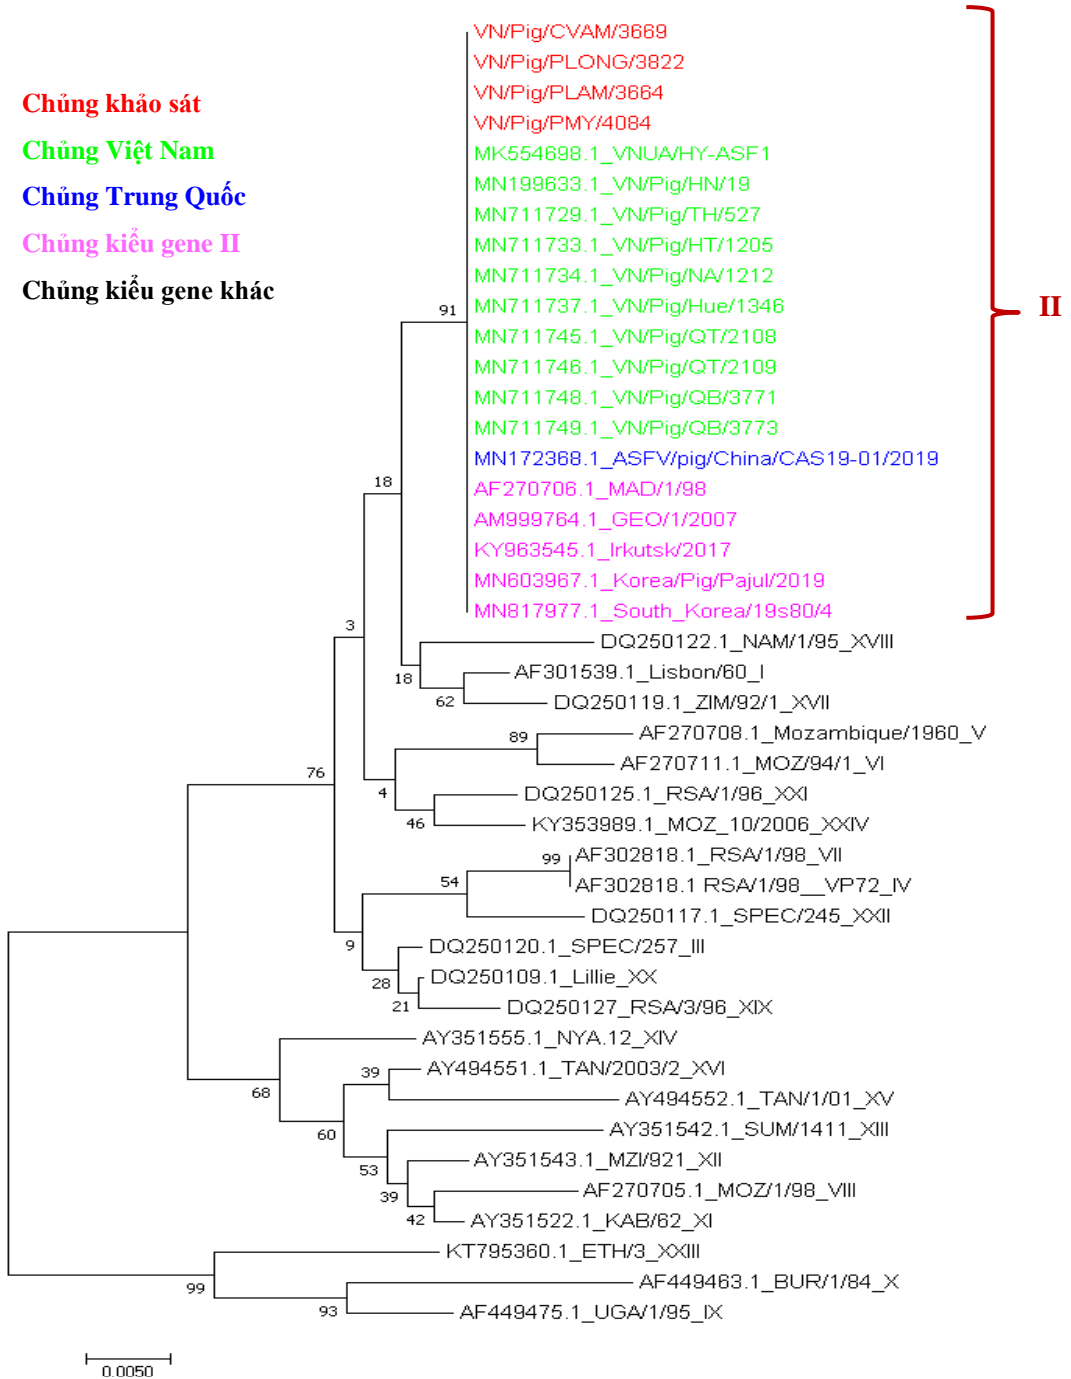 Chủng khảo sát
Chủng Việt Nam
Chủng Trung Quốc
Chủng kiểu gene II
Chủng kiểu gene khác
VN/Pig/CVAM/3669
VN/Pig/PLONG/3822
VN/Pig/PLAM/3664
VN/Pig/PMY/4084
MK554698.1_VNUA/HY-ASF1
MN199633.1_VN/Pig/HN/19
MN711729.1_VN/Pig/TH/527
MN711733.1_VN/Pig/HT/1205
MN711734.1_VN/Pig/NA/1212
MN711737.1_VN/Pig/Hue/1346
MN711745.1_VN/Pig/QT/2108
MN711746.1_VN/Pig/QT/2109
MN711748.1_VN/Pig/QB/3771
MN711749.1_VN/Pig/QB/3773
MN172368.1_ASFV/pig/China/CAS19-01/2019
AF270706.1_MAD/1/98
AM999764.1_GEO/1/2007
KY963545.1_Irkutsk/2017
MN603967.1_Korea/Pig/PajuI/2019
MN817977.1_South_Korea/19s80/4
II
DQ250122.1_NAM/1/95_XVIII
AF301539.1_Lisbon/60_I
DQ250119.1_ZIM/92/1_XVII
AF270708.1_Mozambique/1960_V
AF270711.1_MOZ/94/1_VI
DQ250125.1_RSA/1/96_XXI
KY353989.1_MOZ_10/2006_XXIV
AF302818.1_RSA/1/98_VII
AF302818.1 RSA/1/98__VP72_IV
DQ250117.1_SPEC/245_XXII
DQ250120.1_SPEC/257_III
DQ250109.1_Lillie_XX
DQ250127_RSA/3/96_XIX
AY351555.1_NYA.12_XIV
AY494551.1_TAN/2003/2_XVI
AY494552.1_TAN/1/01_XV
AY351542.1_SUM/1411_XIII
AY351543.1_MZI/921_XII
AF270705.1_MOZ/1/98_VIII
AY351522.1_KAB/62_XI
KT795360.1_ETH/3_XXIII
AF449463.1_BUR/1/84_X
AF449475.1_UGA/1/95_IX
91
18
3
18
62
89
76
4
46
99
54
9
28
21
39
68
60
53
39
42
99
93
0.0050